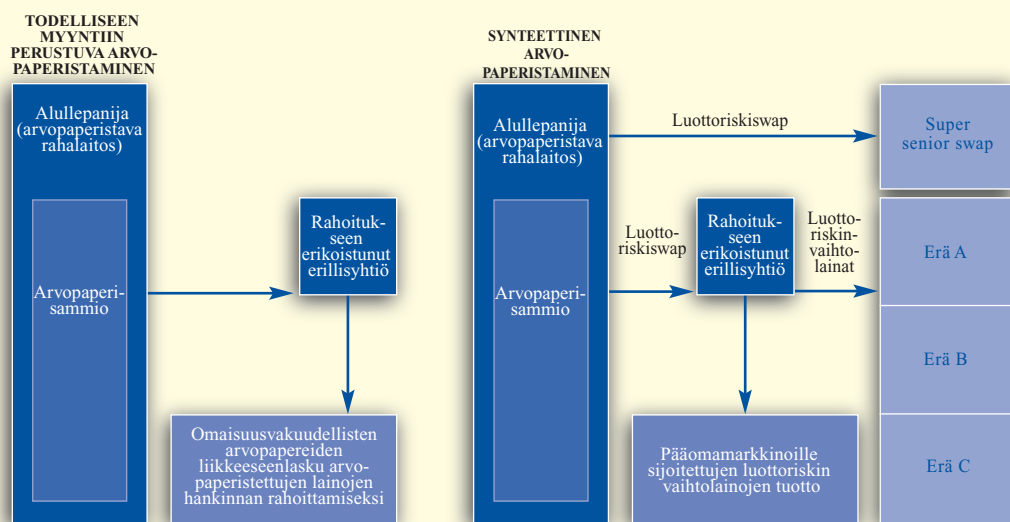 TODELLISEEN
MYYNTIIN
PERUSTUVA ARVO-
PAPERISTAMINEN
Alullepanija
(arvopaperistava
rahalaitos)
Arvopaperi-
sammio
Rahoituk-
seen
erikoistunut
erillisyhtiö
Omaisuusvakuudellisten
arvopapereiden
liikkeeseenlasku arvo-
paperistettujen lainojen
hankinnan rahoittamiseksi
SYNTEETTINEN
ARVO-
PAPERISTAMINEN
Alullepanija
(arvopaperistava
rahalaitos)
Arvopaperi-
sammio
Luottoriskiswap
Super
senior swap
Luotto-
riskiswap
Rahoituk-
seen
erikoistunut
erillisyhtiö
Luotto-
riskin-
vaihto-
lainat
Erä A
Erä B
Erä C
Pääomamarkkinoille
sijoitettujen luottoriskin
vaihtolainojen tuotto